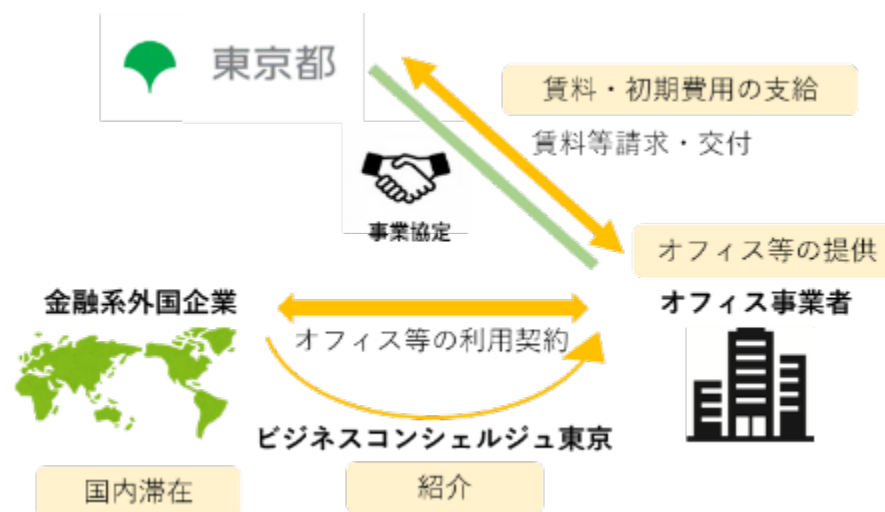 東京都
賃料・初期費用の支給
賃料等請求・交付
事業協定
オフィス等の提供
金融系外国企業
オフィス事業者
オフィス等の利用契約
ビジネスコンシェルジュ東京
国内滞在
紹介